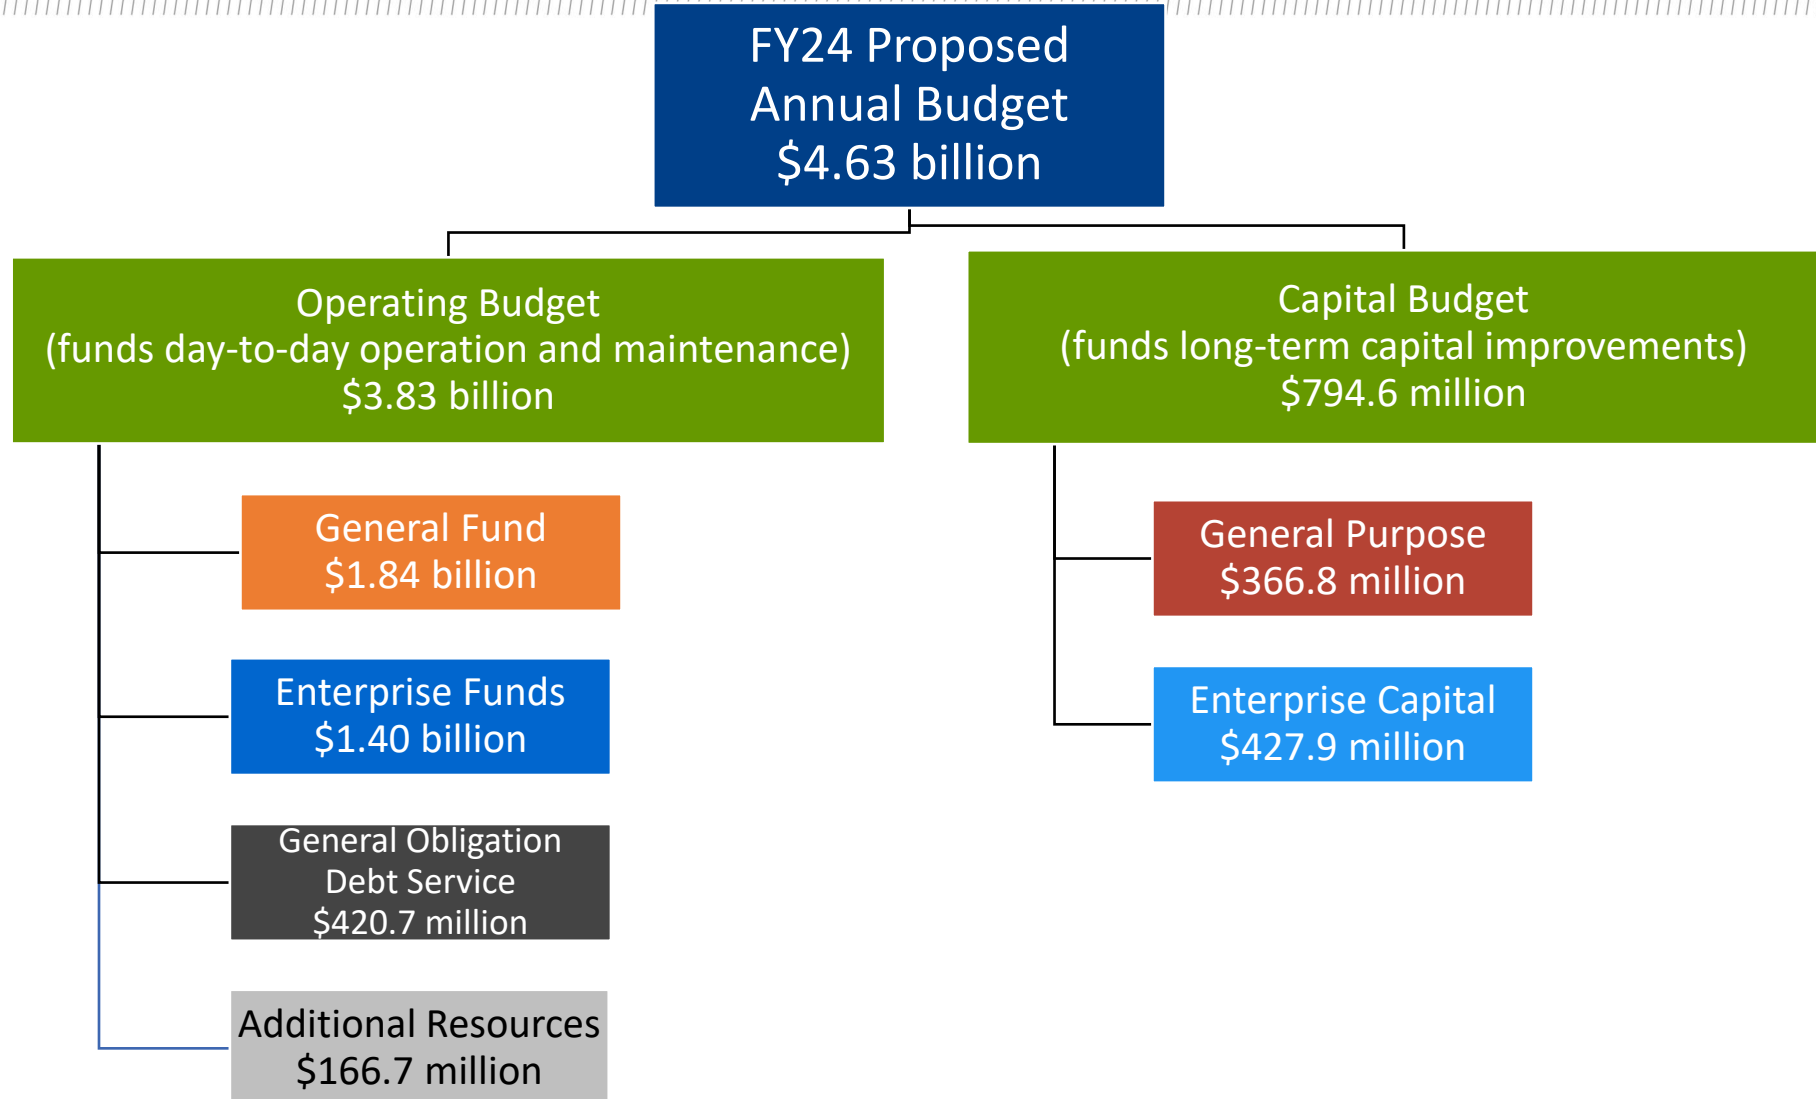 FY24 Proposed
Annual Budget
$4.63 billion
Operating Budget
(funds day-to-day operation and maintenance)
$3.83 billion
Capital Budget
(funds long-term capital improvements)
$794.6 million
General Fund
$1.84 billion
Enterprise Funds
$1.40 billion
General Obligation
Debt Service
$420.7 million
Additional Resources
$166.7 million
General Purpose
$366.8 million
Enterprise Capital
$427.9 million